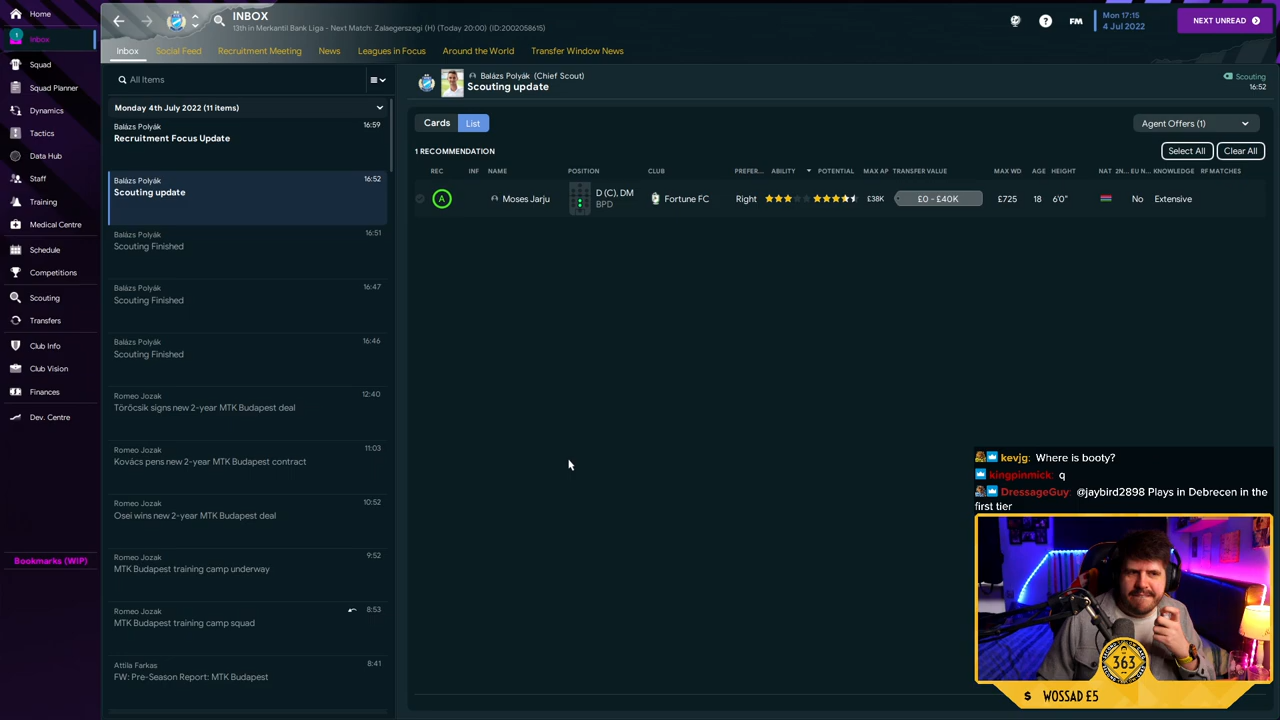 Home
1
Inbox
Squad
Squad Planner
Dynamics
Tactics
Data Hub
Staff
Training
Medical Centre
Schedule
Competitions
Scouting
Transfers
Club Info
Club Vision
Finances
Dev. Centre
Bookmarks (WIP)
INBOX
13th in Merkantil Bank Liga - Next Match: Zalaegerszegi (H) (Today 20:00) (ID:2002058615)
?
FM
Mon 17:15
4 Jul 2022
NEXT UNREAD
Inbox
Social Feed
Recruitment Meeting
News
Leagues in Focus
Around the World
Transfer Window News
All Items
Monday 4th July 2022 (11 items)
Balázs Polyák 16:59
Recruitment Focus Update
Balázs Polyák 16:52
Scouting update
Balázs Polyák 16:51
Scouting Finished
Balázs Polyák 16:47
Scouting Finished
Balázs Polyák 16:46
Scouting Finished
Romeo Jozak 12:40
Törőcsik signs new 2-year MTK Budapest deal
Romeo Jozak 11:03
Kovács pens new 2-year MTK Budapest contract
Romeo Jozak 10:52
Osei wins new 2-year MTK Budapest deal
Romeo Jozak 9:52
MTK Budapest training camp underway
Romeo Jozak 8:53
MTK Budapest training camp squad
Attila Farkas 8:41
FW: Pre-Season Report: MTK Budapest
Balázs Polyák (Chief Scout)
Scouting update
Scouting
16:52
Cards
List
Agent Offers (1)
1 RECOMMENDATION
Select All
Clear All
REC INF NAME POSITION CLUB PREFER... ABILITY POTENTIAL MAX AP TRANSFER VALUE MAX WD AGE HEIGHT NAT 2N... EU N... KNOWLEDGE RF MATCHES
A Moses Jarju D (C), DM Fortune FC Right £38K £0 - £40K £725 18 6'0" No Extensive
BPD
kevjg: Where is booty?
kingpinmick: q
DressageGuy: @jaybird2898 Plays in Debrecen in the
first tier
363
$ WOSSAD £5